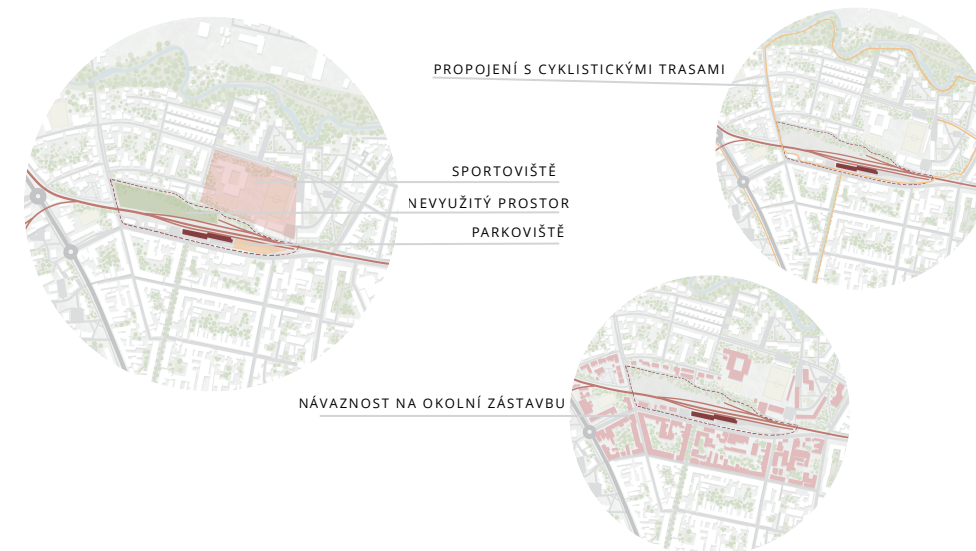 PROPOJENÍ S CYKLISTICKÝMI TRASAMI
SPORTOVIŠTĚ
NEVYUŽITÝ PROSTOR
PARKOVIŠTĚ
NÁVAZNOST NA OKOLNÍ ZÁSTAVBU